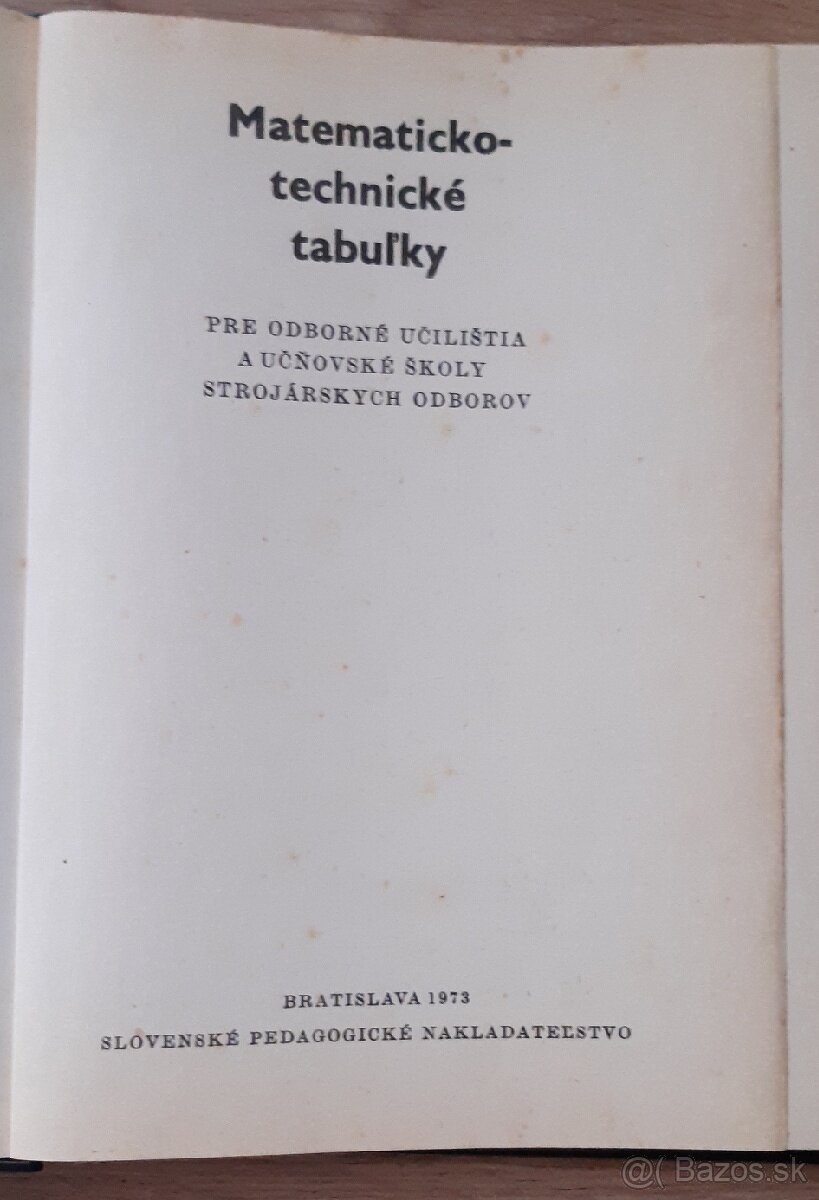 Matematicko-
technické
tabuľky
PRE ODBORNÉ UČILIŠTIA
A UČŇOVSKÉ ŠKOLY
STROJÁRSKYCH ODBOROV
BRATISLAVA 1973
SLOVENSKÉ PEDAGOGICKÉ NAKLADATEĽSTVO
@( Bazos.sk